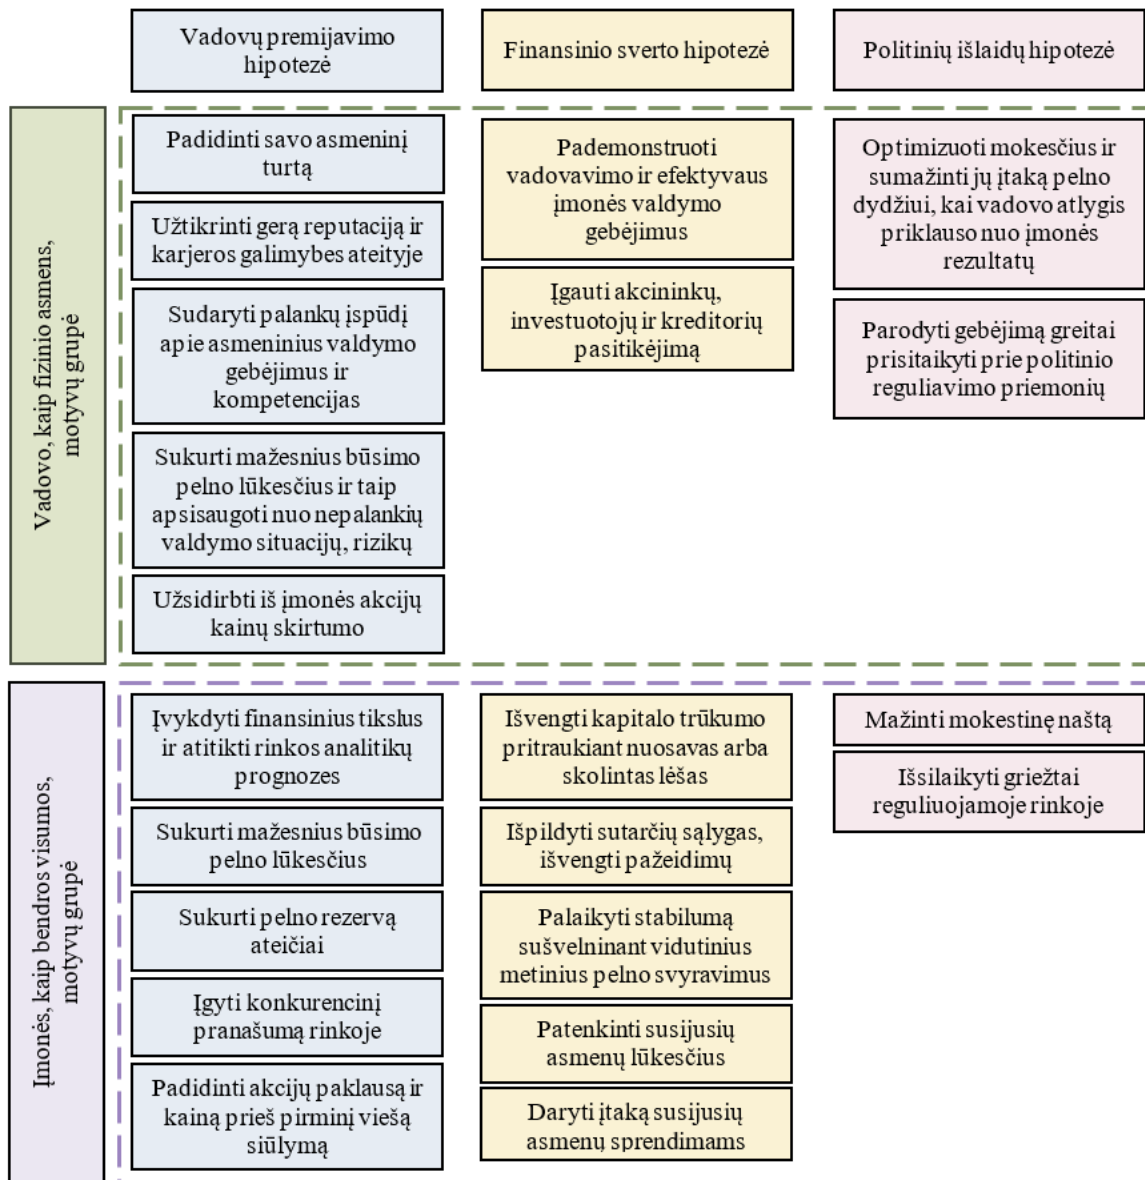 Vadovų premijavimo
hipotezė
Finansinio sverto hipotezė
Politinių išlaidų hipotezė
Vadovo, kaip fizinio asmens,
motyvų grupė
Padidinti savo asmeninį
turtą
Užtikrinti gerą reputaciją ir
karjeros galimybes ateityje
Sudaryti palankų įspūdį
apie asmeninius valdymo
gebėjimus ir
kompetencijas
Sukurti mažesnius būsimo
pelno lūkesčius ir taip
apsisaugoti nuo nepalankių
valdymo situacijų, rizikų
Užsidirbti iš įmonės akcijų
kainų skirtumo
Pademonstruoti
vadovavimo ir efektyvaus
įmonės valdymo
gebėjimus
Įgauti akcininkų,
investuotojų ir kreditorių
pasitikėjimą
Optimizuoti mokesčius ir
sumažinti jų įtaką pelno
dydžiui, kai vadovo atlygis
priklauso nuo įmonės
rezultatų
Parodyti gebėjimą greitai
prisitaikyti prie politinio
reguliavimo priemonių
Įmonės, kaip bendros visumos,
motyvų grupė
Įvykdyti finansinius tikslus
ir atitikti rinkos analitikų
prognozes
Sukurti mažesnius būsimo
pelno lūkesčius
Sukurti pelno rezervą
ateičiai
Įgyti konkurencinį
pranašumą rinkoje
Padidinti akcijų paklausą ir
kainą prieš pirminį viešą
siūlymą
Išvengti kapitalo trūkumo
pritraukiant nuosavas arba
skolintas lėšas
Išpildyti sutarčių sąlygas,
išvengti pažeidimų
Palaikyti stabilumą
sušvelninant vidutinius
metinius pelno svyravimus
Patenkinti susijusių
asmenų lūkesčius
Daryti įtaką susijusių
asmenų sprendimams
Mažinti mokestinę naštą
Išsilaikyti griežtai
reguliuojamoje rinkoje